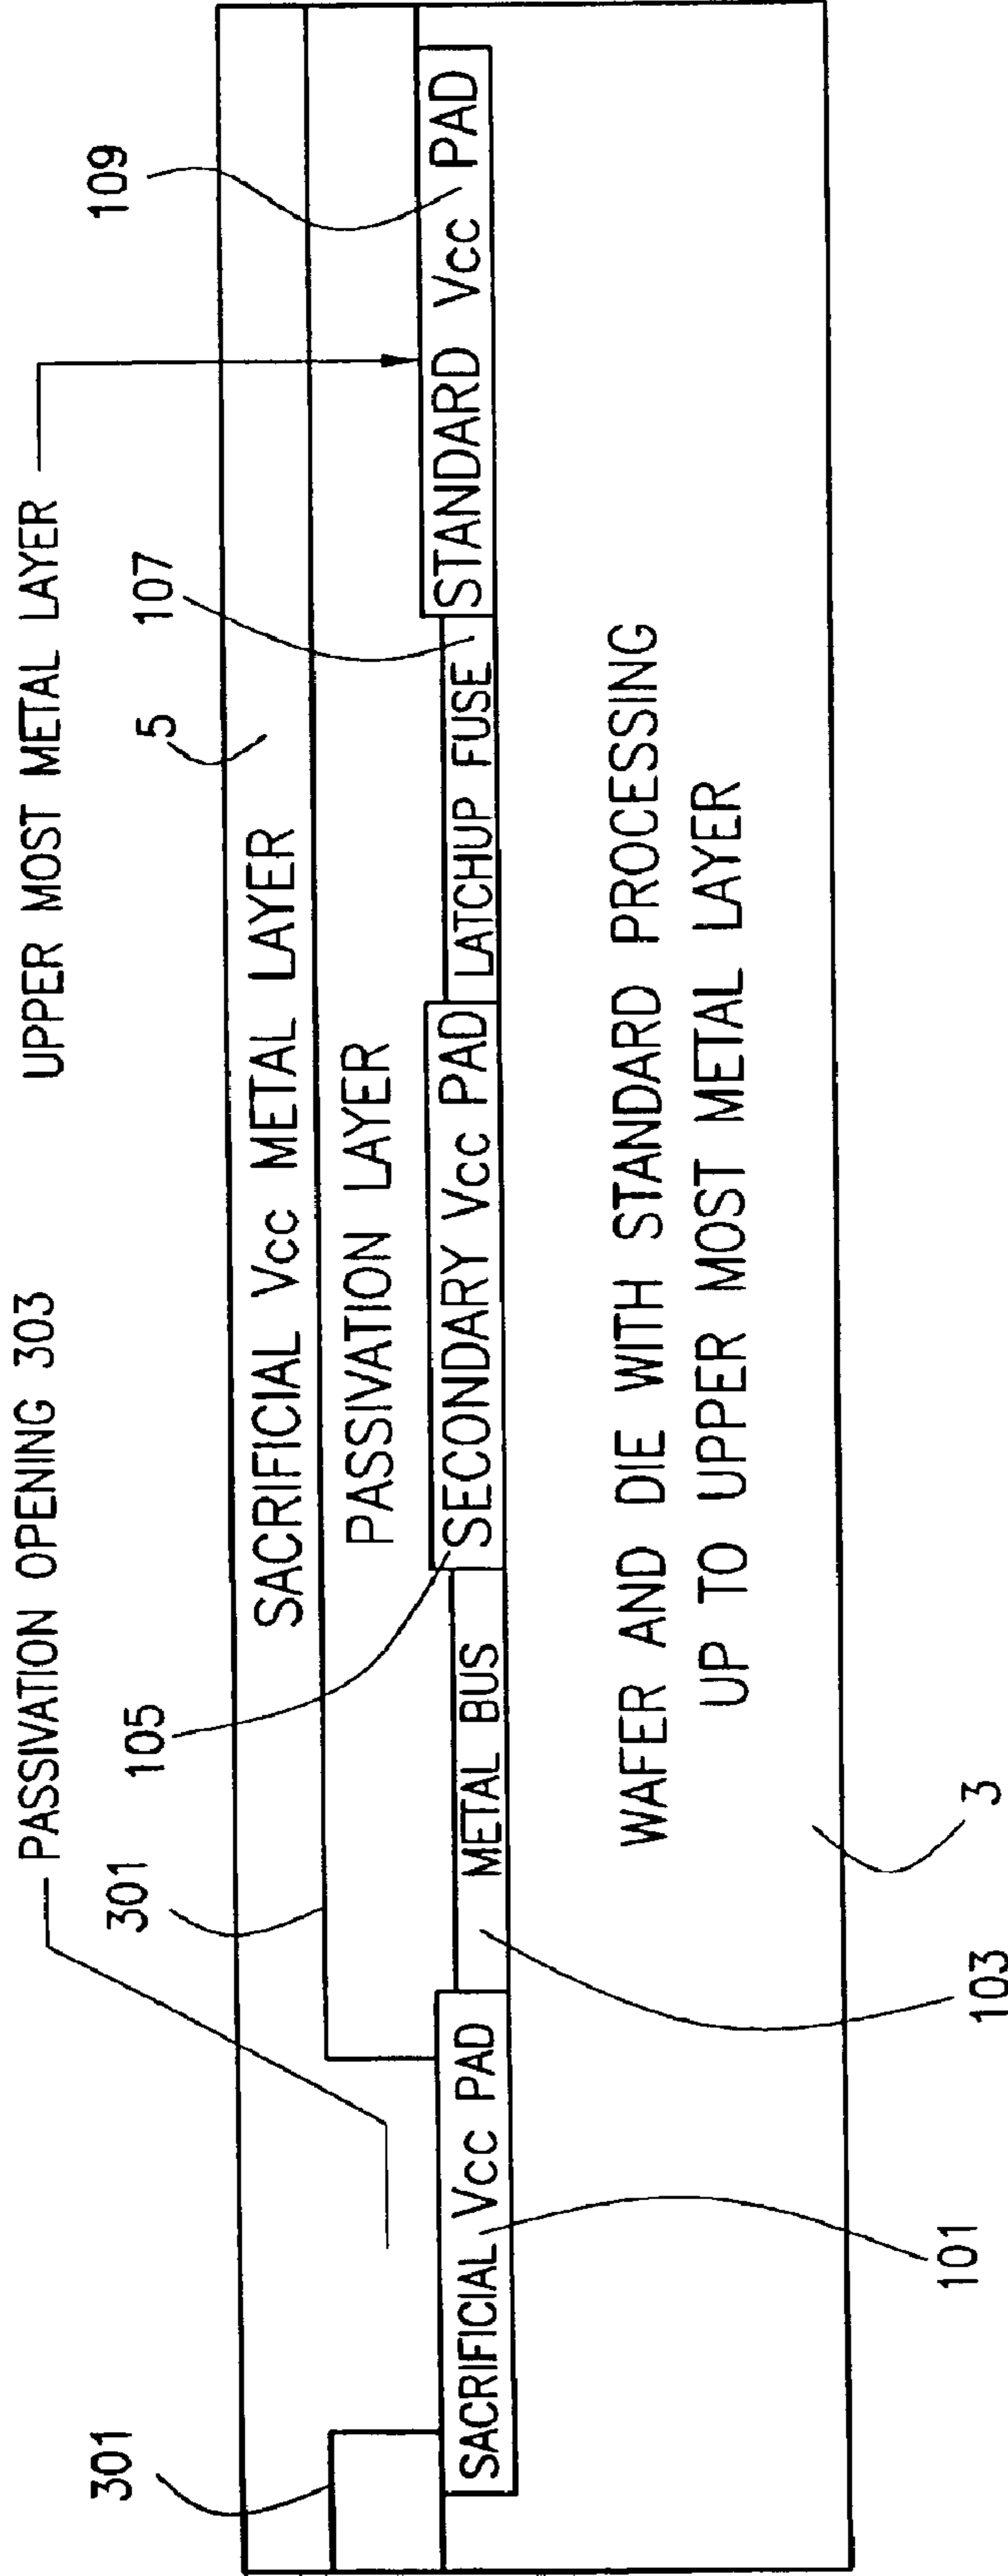 PASSIVATION OPENING 303
UPPER MOST METAL LAYER
301
301
105
5
107
109
SACRIFICIAL Vcc METAL LAYER
PASSIVATION LAYER
SACRIFICIAL Vcc PAD
METAL BUS
SECONDARY Vcc PAD
LATCHUP FUSE
STANDARD Vcc PAD
WAFER AND DIE WITH STANDARD PROCESSING
UP TO UPPER MOST METAL LAYER
101
103
3